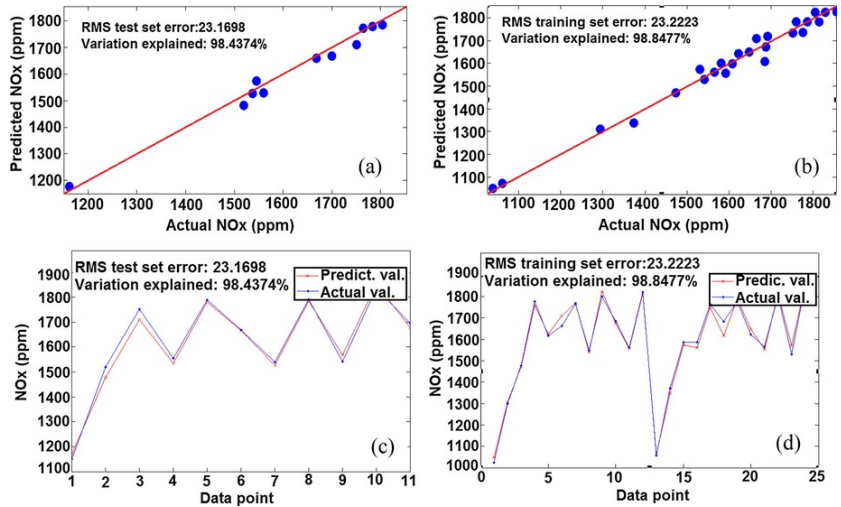 RMS test set error:23.1698
Variation explained: 98.4374%
1800
1700
1600
1500
1400
1300
1200
Predicted NOx (ppm)
(a)
1200 1300 1400 1500 1600 1700 1800
Actual NOx (ppm)
RMS training set error: 23.2223
Variation explained: 98.8477%
1800
1700
1600
1500
1400
1300
1200
1100
Predicted NOx (ppm)
(b)
1100 1200 1300 1400 1500 1600 1700 1800
Actual NOx (ppm)
RMS test set error: 23.1698
Variation explained: 98.4374%
Predict. val.
Actual val.
1900
1800
1700
1600
1500
1400
1300
1200
1100
NOx (ppm)
(c)
1 2 3 4 5 6 7 8 9 10 11
Data point
RMS training set error:23.2223
Variation explained: 98.8477%
Predic. val.
Actual val.
1900
1800
1700
1600
1500
1400
1300
1200
1100
1000
NOx (ppm)
(d)
0 5 10 15 20 25
Data point